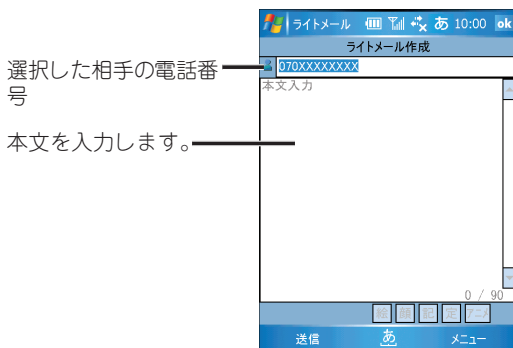 選択した相手の電話番
号
本文を入力します。
ライトメール あ 10:00 ok
ライトメール作成
070XXXXXXXX
本文入力
0 / 90
絵 顔 記 定 アニメ
送信 あ メニュー